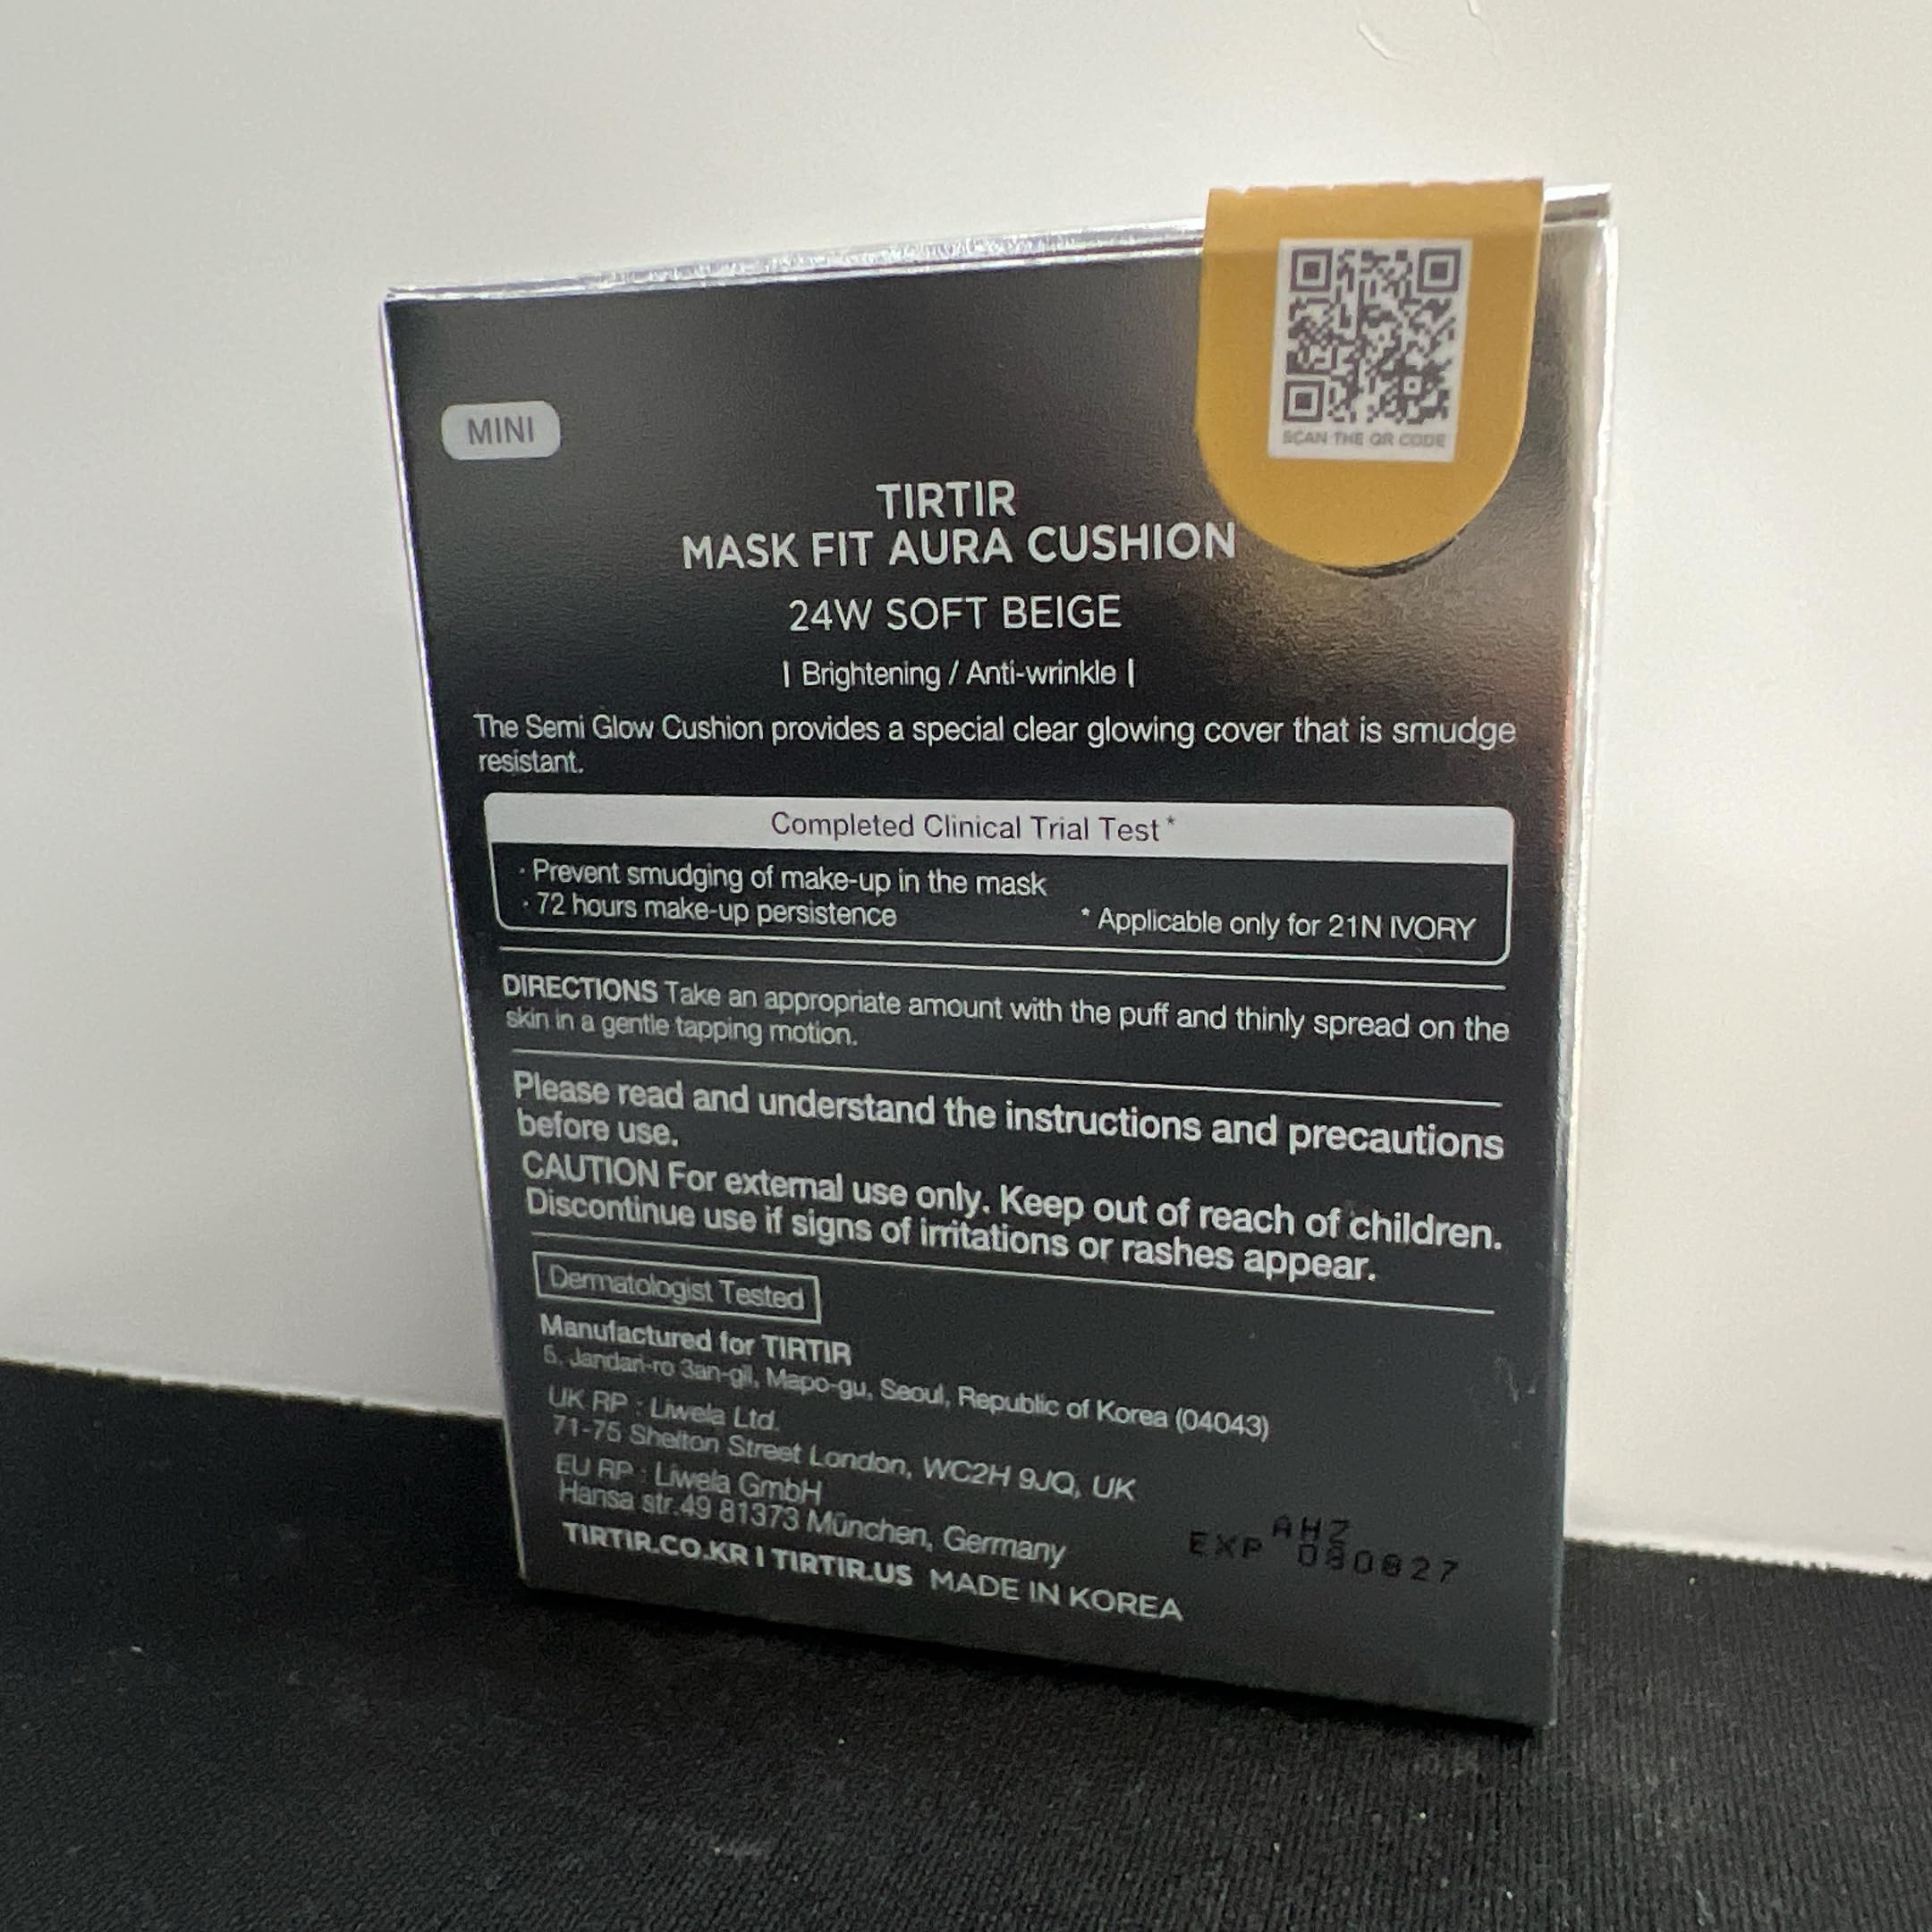 SCAN THE QR CODE
MINI
TIRTIR
MASK FIT AURA CUSHION
24W SOFT BEIGE
| Brightening / Anti-wrinkle |
The Semi Glow Cushion provides a special clear glowing cover that is smudge
resistant.
Completed Clinical Trial Test*
· Prevent smudging of make-up in the mask
· 72 hours make-up persistence
* Applicable only for 21N IVORY
DIRECTIONS Take an appropriate amount with the puff and thinly spread on the
skin in a gentle tapping motion.
Please read and understand the instructions and precautions
before use.
CAUTION For external use only. Keep out of reach of children.
Discontinue use if signs of irritations or rashes appear.
Dermatologist Tested
Manufactured for TIRTIR
5, Jandari-ro 3an-gil, Mapo-gu, Seoul, Republic of Korea (04043)
UK RP : Liwela Ltd.
71-75 Shelton Street London, WC2H 9JQ, UK
EU RP : Liwela GmbH
Hansa str.49 81373 München, Germany
TIRTIR.CO.KR | TIRTIR.US MADE IN KOREA
AHZ
EXP